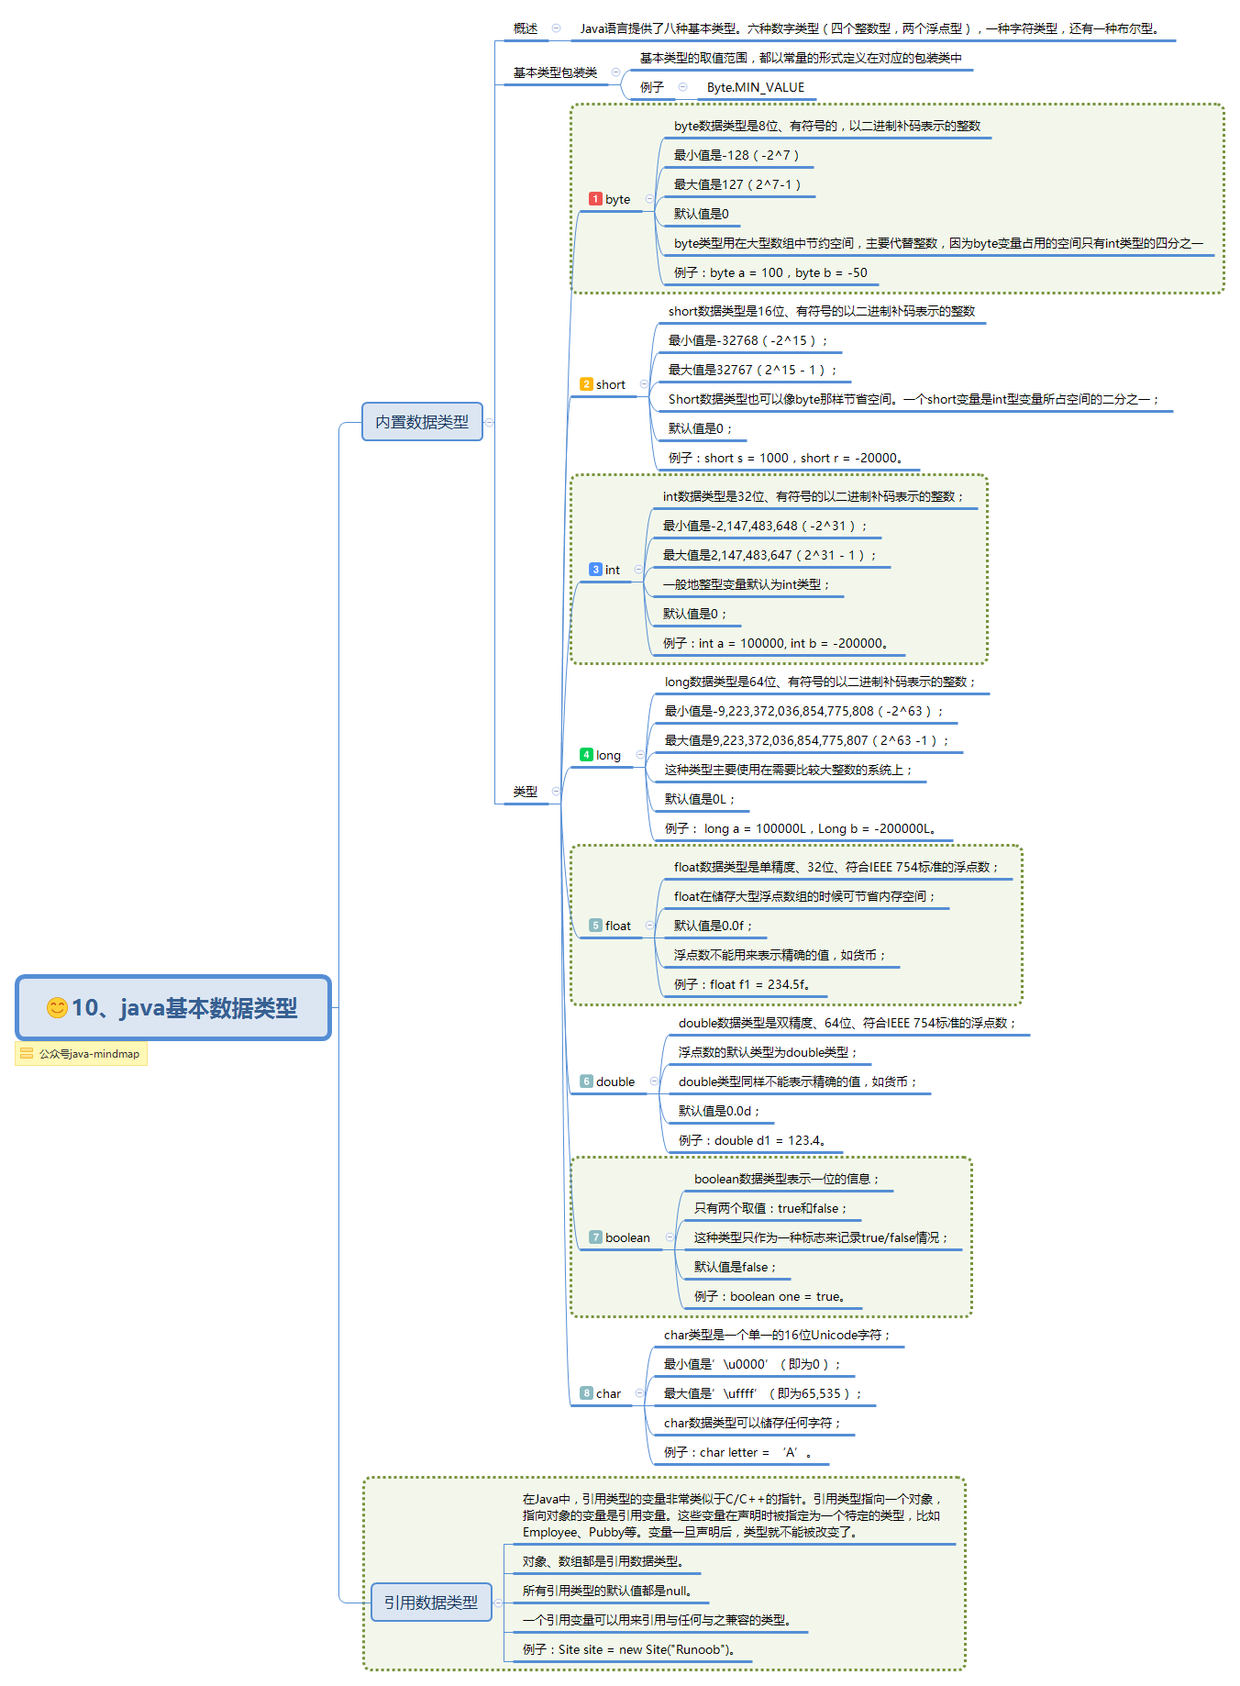 概述
Java语言提供了八种基本类型。六种数字类型（四个整数型，两个浮点型），一种字符类型，还有一种布尔型。
基本类型包装类
基本类型的取值范围，都以常量的形式定义在对应的包装类中
例子
Byte.MIN_VALUE
byte数据类型是8位、有符号的，以二进制补码表示的整数
最小值是-128（-2^7）
最大值是127（2^7-1）
1 byte
默认值是0
byte类型用在大型数组中节约空间，主要代替整数，因为byte变量占用的空间只有int类型的四分之一
例子：byte a = 100，byte b = -50
short数据类型是16位、有符号的以二进制补码表示的整数
最小值是-32768（-2^15）；
最大值是32767（2^15 - 1）；
2 short
Short数据类型也可以像byte那样节省空间。一个short变量是int型变量所占空间的二分之一；
默认值是0；
例子：short s = 1000，short r = -20000。
内置数据类型
int数据类型是32位、有符号的以二进制补码表示的整数；
最小值是-2,147,483,648（-2^31）；
最大值是2,147,483,647（2^31 - 1）；
3 int
一般地整型变量默认为int类型；
默认值是0；
例子：int a = 100000, int b = -200000。
long数据类型是64位、有符号的以二进制补码表示的整数；
最小值是-9,223,372,036,854,775,808（-2^63）；
最大值是9,223,372,036,854,775,807（2^63 -1）；
4 long
这种类型主要使用在需要比较大整数的系统上；
类型
默认值是0L；
例子： long a = 100000L，Long b = -200000L。
float数据类型是单精度、32位、符合IEEE 754标准的浮点数；
float在储存大型浮点数组的时候可节省内存空间；
5 float
默认值是0.0f；
浮点数不能用来表示精确的值，如货币；
例子：float f1 = 234.5f。
😊10、java基本数据类型
公众号java-mindmap
double数据类型是双精度、64位、符合IEEE 754标准的浮点数；
浮点数的默认类型为double类型；
6 double
double类型同样不能表示精确的值，如货币；
默认值是0.0d；
例子：double d1 = 123.4。
boolean数据类型表示一位的信息；
只有两个取值：true和false；
7 boolean
这种类型只作为一种标志来记录true/false情况；
默认值是false；
例子：boolean one = true。
char类型是一个单一的16位Unicode字符；
最小值是’\u0000’（即为0）；
最大值是’\uffff’（即为65,535）；
8 char
char数据类型可以储存任何字符；
例子：char letter = ‘A’。
在Java中，引用类型的变量非常类似于C/C++的指针。引用类型指向一个对象，
指向对象的变量是引用变量。这些变量在声明时被指定为一个特定的类型，比如
Employee、Pubby等。变量一旦声明后，类型就不能被改变了。
对象、数组都是引用数据类型。
引用数据类型
所有引用类型的默认值都是null。
一个引用变量可以用来引用与任何与之兼容的类型。
例子：Site site = new Site("Runoob")。